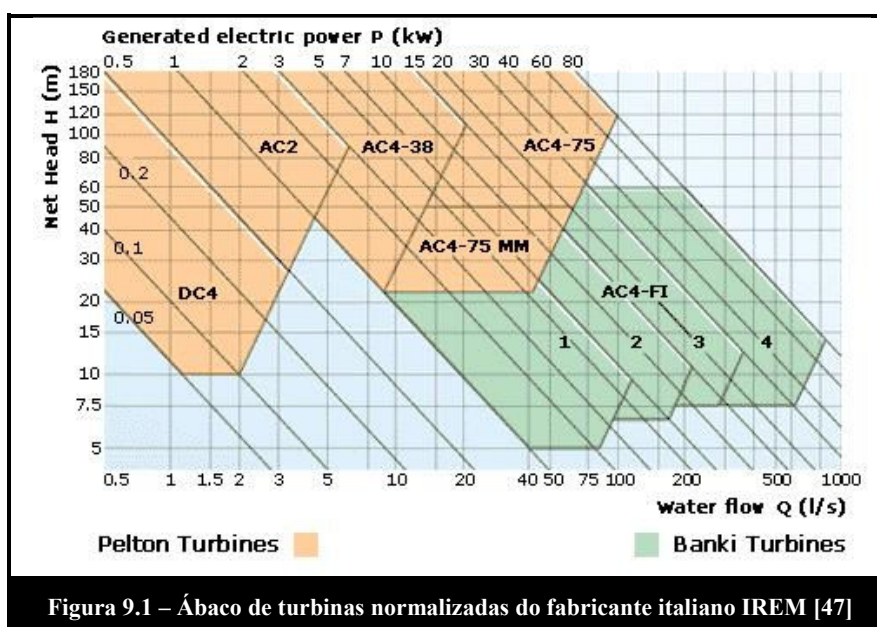 Generated electric power P (kW)
0.5 1 2 3 5 7 10 15 20 30 40 60 80
Net Head H (m)
180
150
120
100
80
60
50
40
30
20
15
10
7.5
5
AC2 AC4-38 AC4-75
0.2
0.1
AC4-75 MM
DC4 AC4-FI
0.05
1 2 3 4
0.5 1 1.5 2 3 5 10 20 40 50 75 100 200 500 1000
Water flow Q (l/s)
Pelton Turbines Banki Turbines
Figura 9.1 – Ábaco de turbinas normalizadas do fabricante italiano IREM [47]